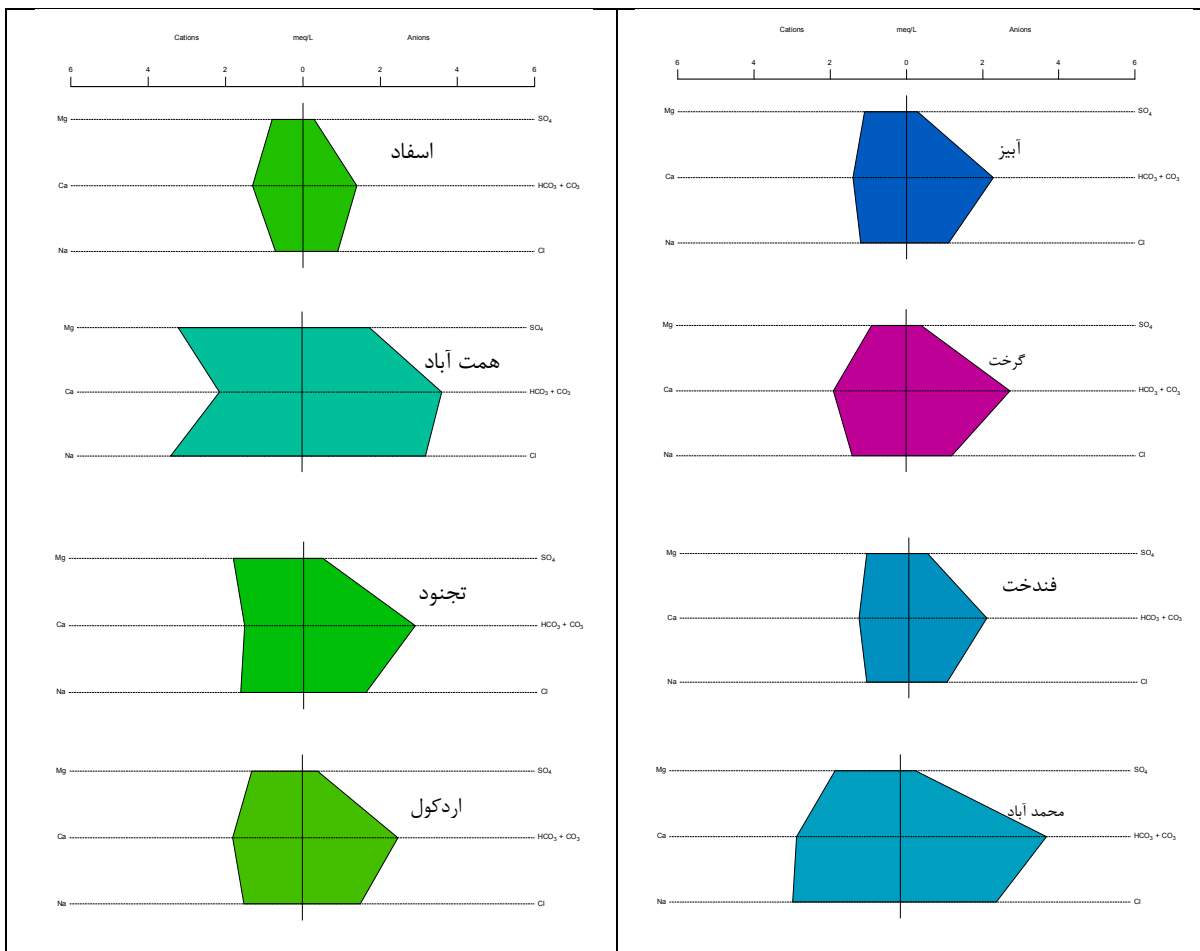 Cations meq/L Anions
6 4 2 0 2 4 6
Mg SO₄
اسفاد
Ca HCO₃ + CO₃
Na Cl
Mg SO₄
همت آباد
Ca HCO₃ + CO₃
Na Cl
Mg SO₄
تجنود
Ca HCO₃ + CO₃
Na Cl
Mg SO₄
اردکول
Ca HCO₃ + CO₃
Na Cl
Cations meq/L Anions
6 4 2 0 2 4 6
Mg SO₄
آبیز
Ca HCO₃ + CO₃
Na Cl
Mg SO₄
گرخت
Ca HCO₃ + CO₃
Na Cl
Mg SO₄
فندخت
Ca HCO₃ + CO₃
Na Cl
Mg SO₄
محمد آباد
Ca HCO₃ + CO₃
Na Cl